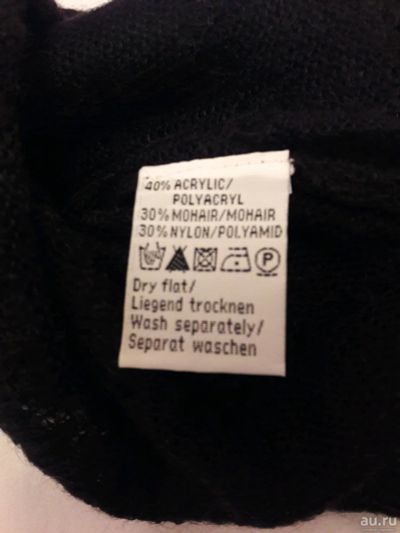 40% ACRYLIC/
POLYACRYL
30% MOHAIR/MOHAIR
30% NYLON/POLYAMID
P
Dry flat/
Liegend trocknen
Wash separately/
Separat waschen
au.ru